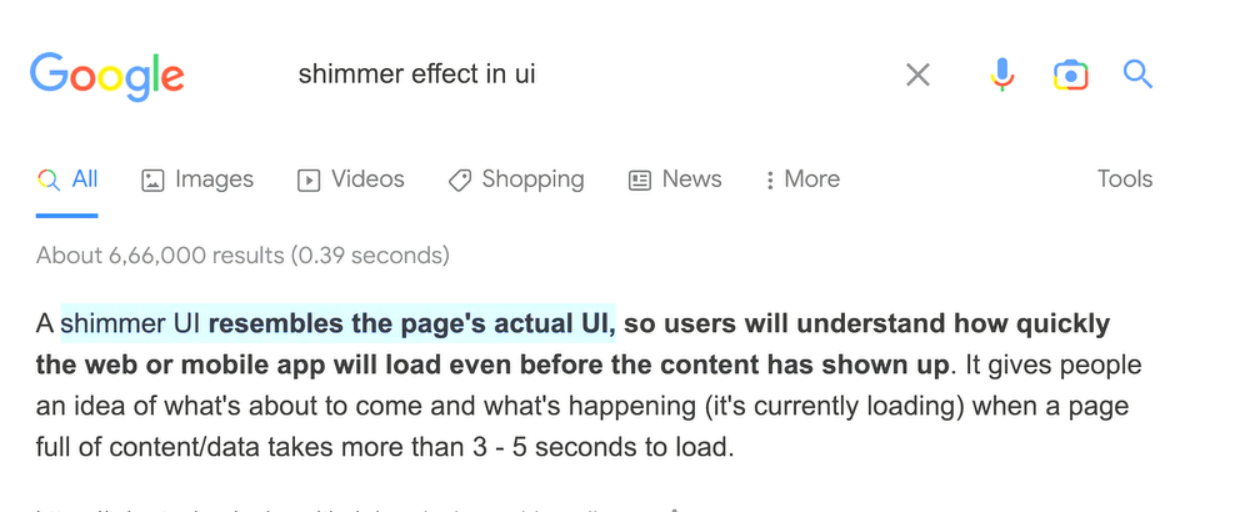 Google shimmer effect in ui
All Images Videos Shopping News More Tools
About 6,66,000 results (0.39 seconds)
A shimmer UI resembles the page's actual UI, so users will understand how quickly
the web or mobile app will load even before the content has shown up. It gives people
an idea of what's about to come and what's happening (it's currently loading) when a page
full of content/data takes more than 3 - 5 seconds to load.